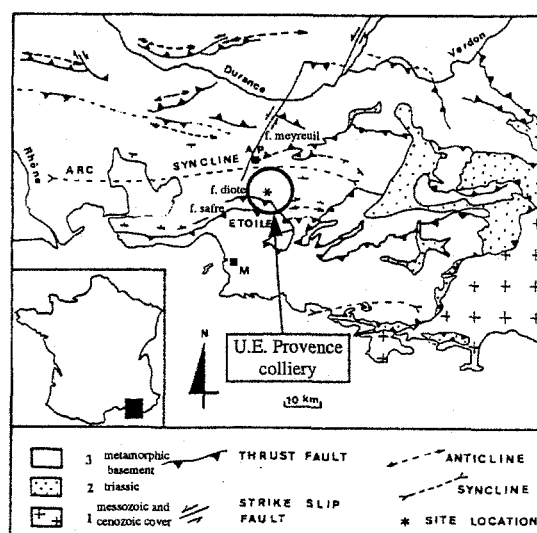 Verdon
Durance
f. meyreuil
A P
Rhône
ARC SYNCLINE
f. diote
f. safre
ETOILE
M
N
U.E. Provence
colliery
10 km
3 metamorphic
basement
2 triassic
1 messozoic and
cenozoic cover
THRUST FAULT
STRIKE SLIP
FAULT
ANTICLINE
SYNCLINE
* SITE LOCATION